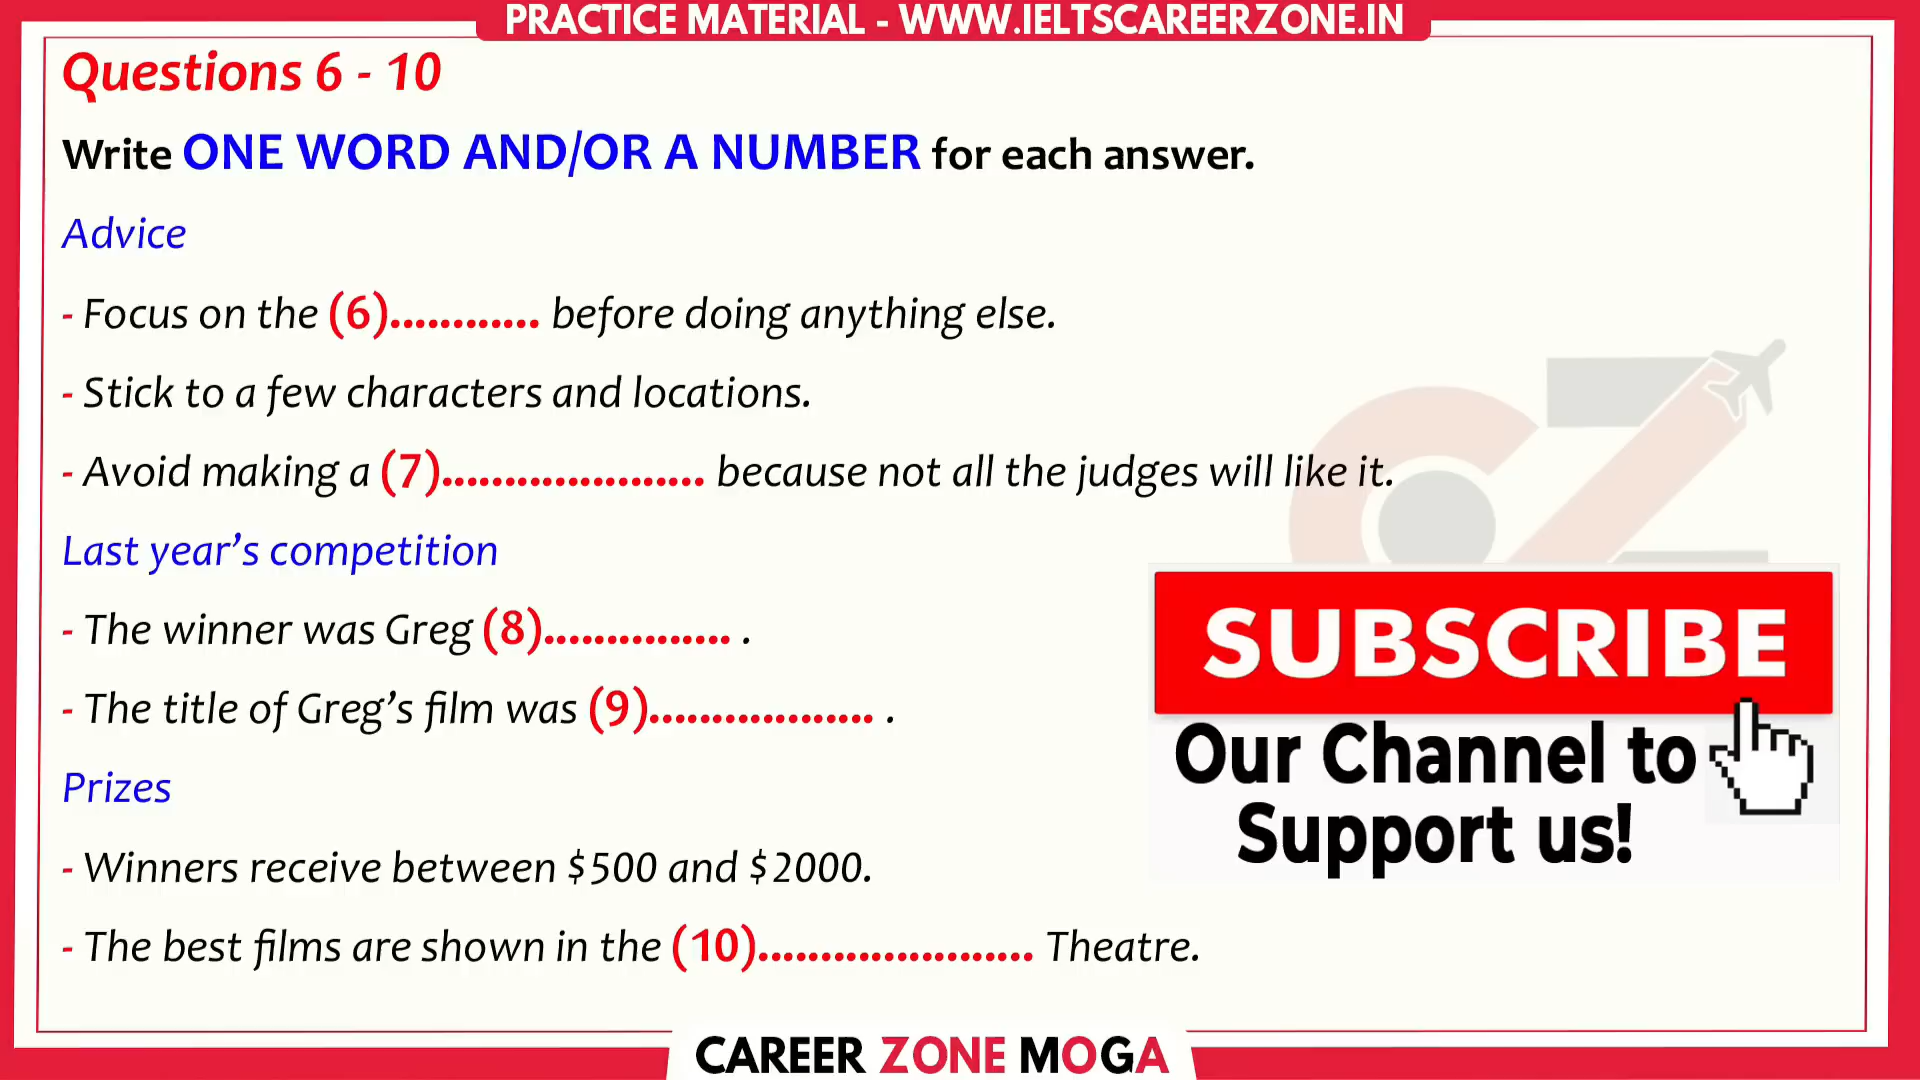 PRACTICE MATERIAL - WWW.IELTSCAREERZONE.IN
Questions 6 - 10
Write ONE WORD AND/OR A NUMBER for each answer.
Advice
- Focus on the (6)............ before doing anything else.
- Stick to a few characters and locations.
- Avoid making a (7)..................... because not all the judges will like it.
Last year's competition
- The winner was Greg (8)............... .
- The title of Greg's film was (9).................. .
Prizes
- Winners receive between $500 and $2000.
- The best films are shown in the (10)...................... Theatre.
CZ
SUBSCRIBE
Our Channel to
Support us!
CAREER ZONE MOGA